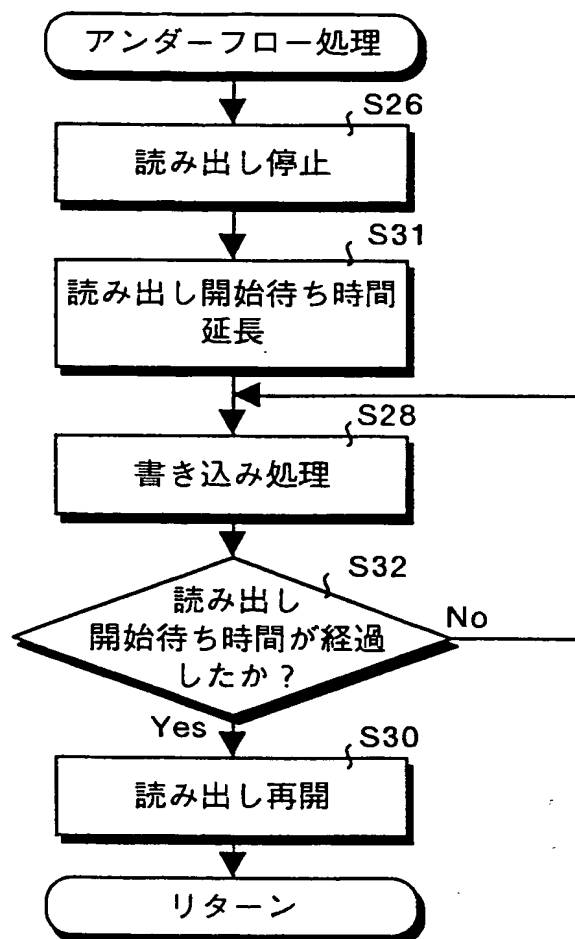 アンダーフロー処理
S26
読み出し停止
S31
読み出し開始待ち時間
延長
S28
書き込み処理
S32
読み出し
開始待ち時間が経過
したか?
No
Yes
S30
読み出し再開
リターン